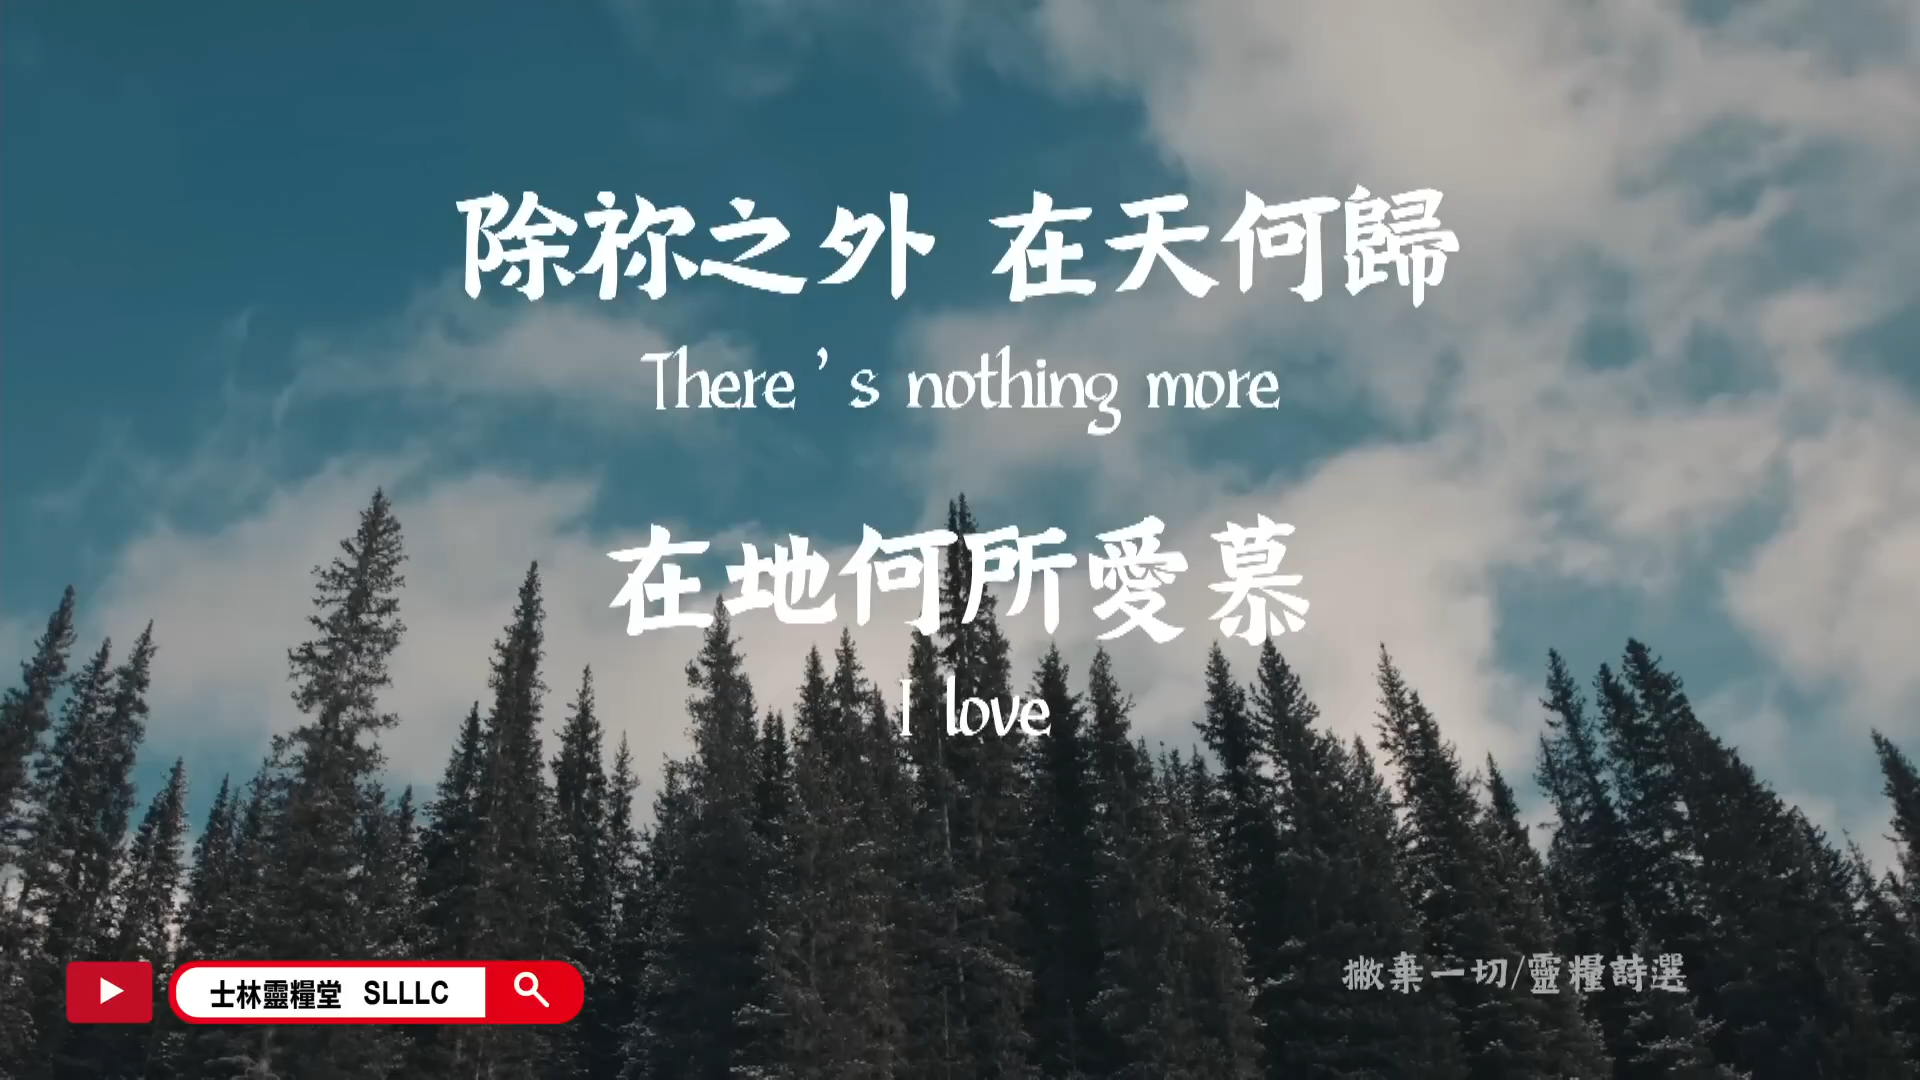 除祢之外 在天何歸
There's nothing more
在地何所愛慕
I love
士林靈糧堂 SLLLC
撇棄一切/靈糧詩選